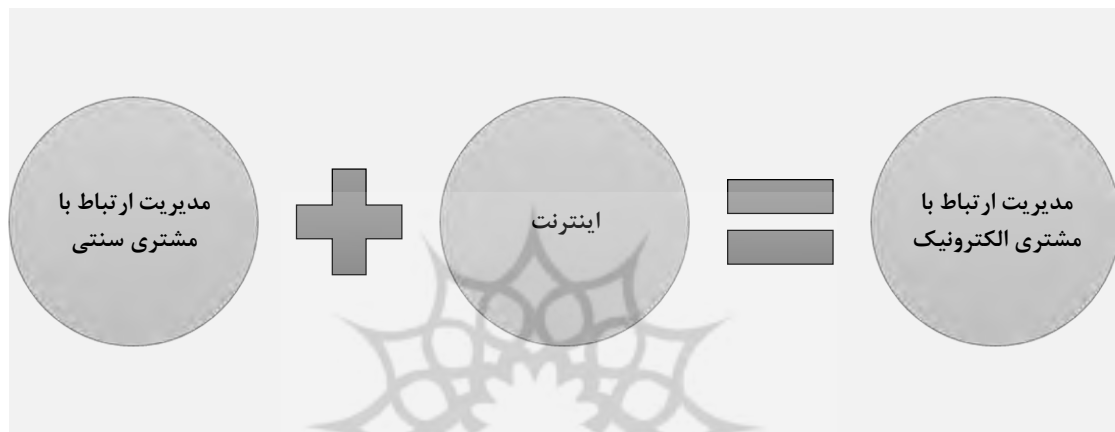 مدیریت ارتباط با
مشتری سنتی
اینترنت
مدیریت ارتباط با
مشتری الکترونیک